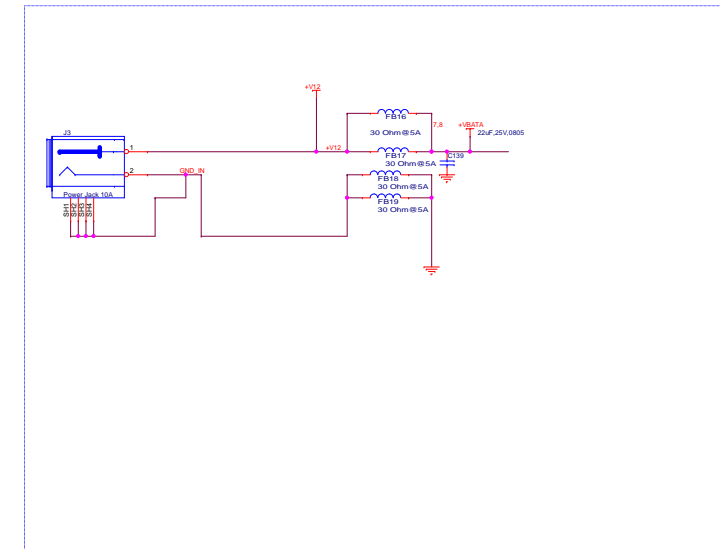 +V12
FB16
30 Ohm@5A
7,8
+VBATA
22uF,25V,0805
J3
1
+V12
FB17
30 Ohm@5A
C139
2
GND_IN
FB18
30 Ohm@5A
FB19
30 Ohm@5A
Power Jack 10A
SH1
SH2
SH3
SH4